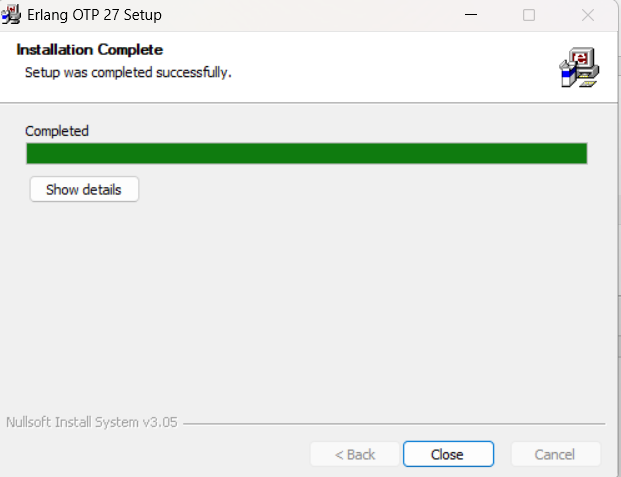 Erlang OTP 27 Setup
Installation Complete
Setup was completed successfully.
Completed
Show details
Nullsoft Install System v3.05
< Back
Close
Cancel